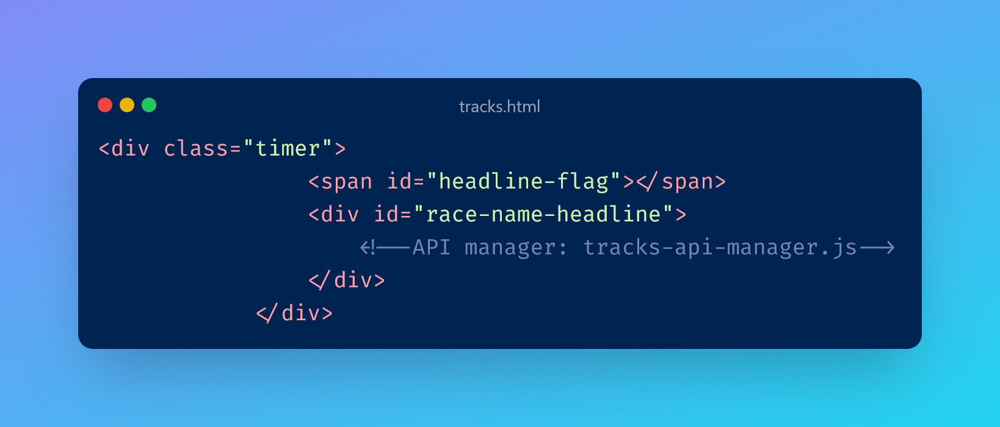 tracks.html
<div class="timer">
<span id="headline-flag"></span>
<div id="race-name-headline">
<!--API manager: tracks-api-manager.js-->
</div>
</div>